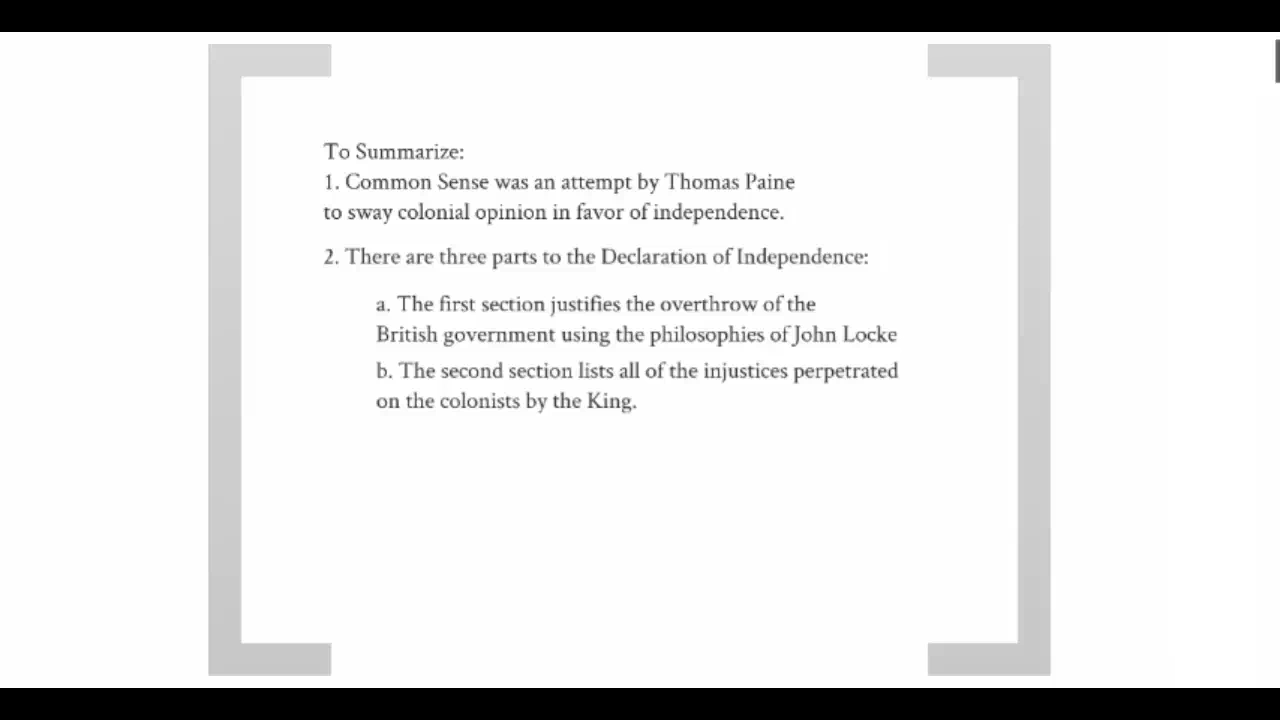 To Summarize:
1. Common Sense was an attempt by Thomas Paine
to sway colonial opinion in favor of independence.
2. There are three parts to the Declaration of Independence:
a. The first section justifies the overthrow of the
British government using the philosophies of John Locke
b. The second section lists all of the injustices perpetrated
on the colonists by the King.